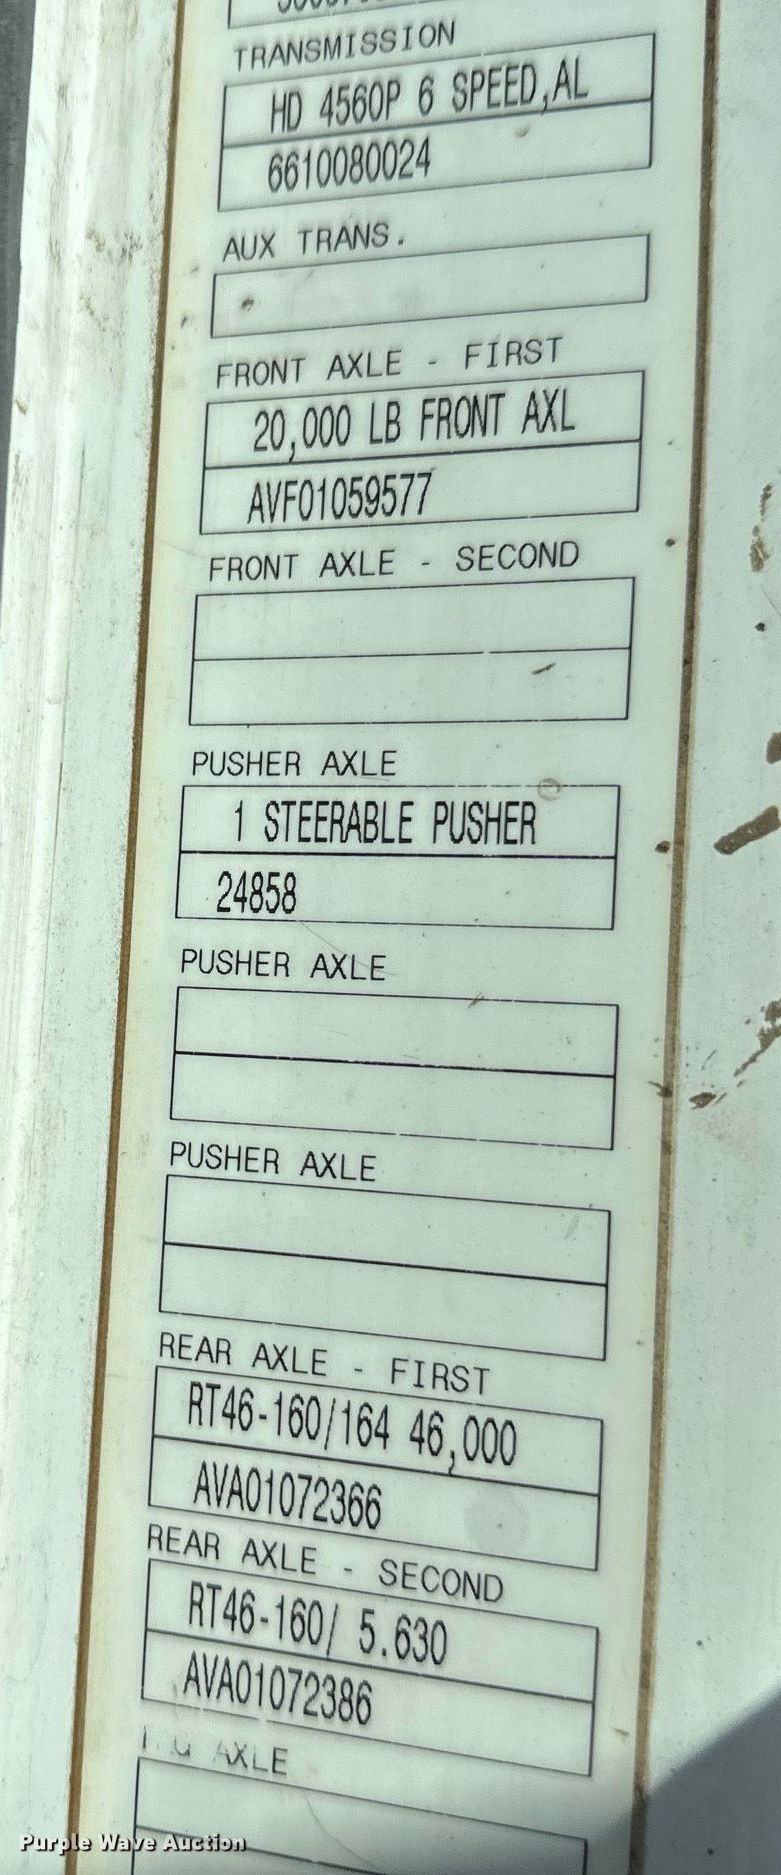 TRANSMISSION
HD 4560P 6 SPEED,AL
6610080024
AUX TRANS.
FRONT AXLE - FIRST
20,000 LB FRONT AXL
AVF01059577
FRONT AXLE - SECOND
PUSHER AXLE
1 STEERABLE PUSHER
24858
PUSHER AXLE
PUSHER AXLE
REAR AXLE - FIRST
RT46-160/164 46,000
AVA01072366
REAR AXLE - SECOND
RT46-160/ 5.630
AVA01072386
AXLE
Purple Wave Auction